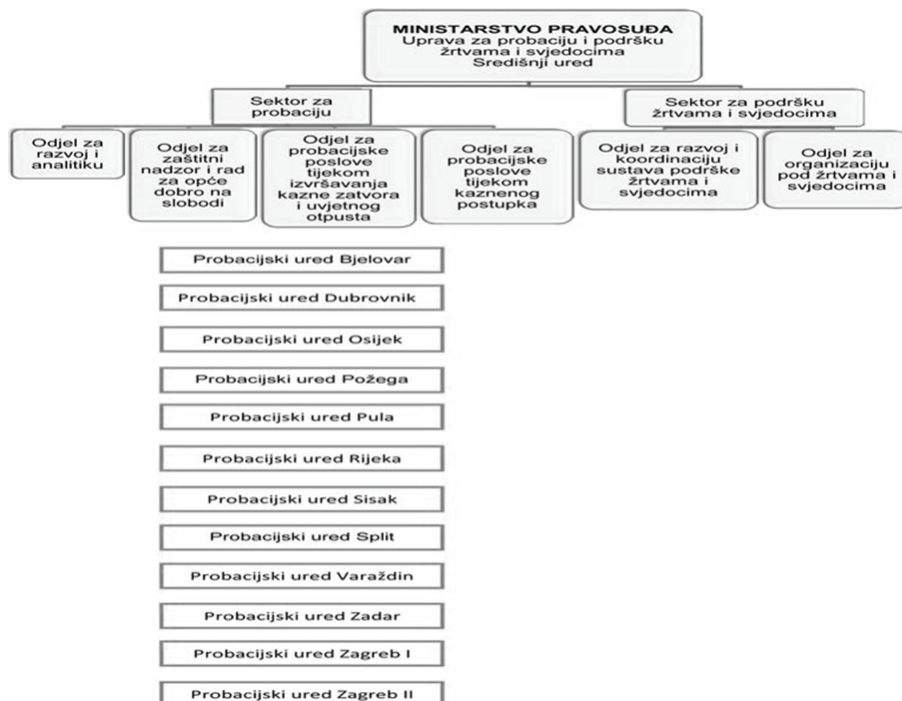 MINISTARSTVO PRAVOSUĐA
Uprava za probaciju i podršku
žrtvama i svjedocima
Središnji ured
Sektor za
probaciju
Sektor za podršku
žrtvama i svjedocima
Odjel za
razvoj i
analitiku
Odjel za
zaštitni
nadzor i rad
za opće
dobro na
slobodi
Odjel za
probacijske
poslove
tijekom
izvršavanja
kazne zatvora
i uvjetnog
otpusta
Odjel za
probacijske
poslove
tijekom
kaznenog
postupka
Odjel za razvoj i
koordinaciju
sustava podrške
žrtvama i
svjedocima
Odjel za
organizaciju
pod žrtvama i
svjedocima
Probacijski ured Bjelovar
Probacijski ured Dubrovnik
Probacijski ured Osijek
Probacijski ured Požega
Probacijski ured Pula
Probacijski ured Rijeka
Probacijski ured Sisak
Probacijski ured Split
Probacijski ured Varaždin
Probacijski ured Zadar
Probacijski ured Zagreb I
Probacijski ured Zagreb II